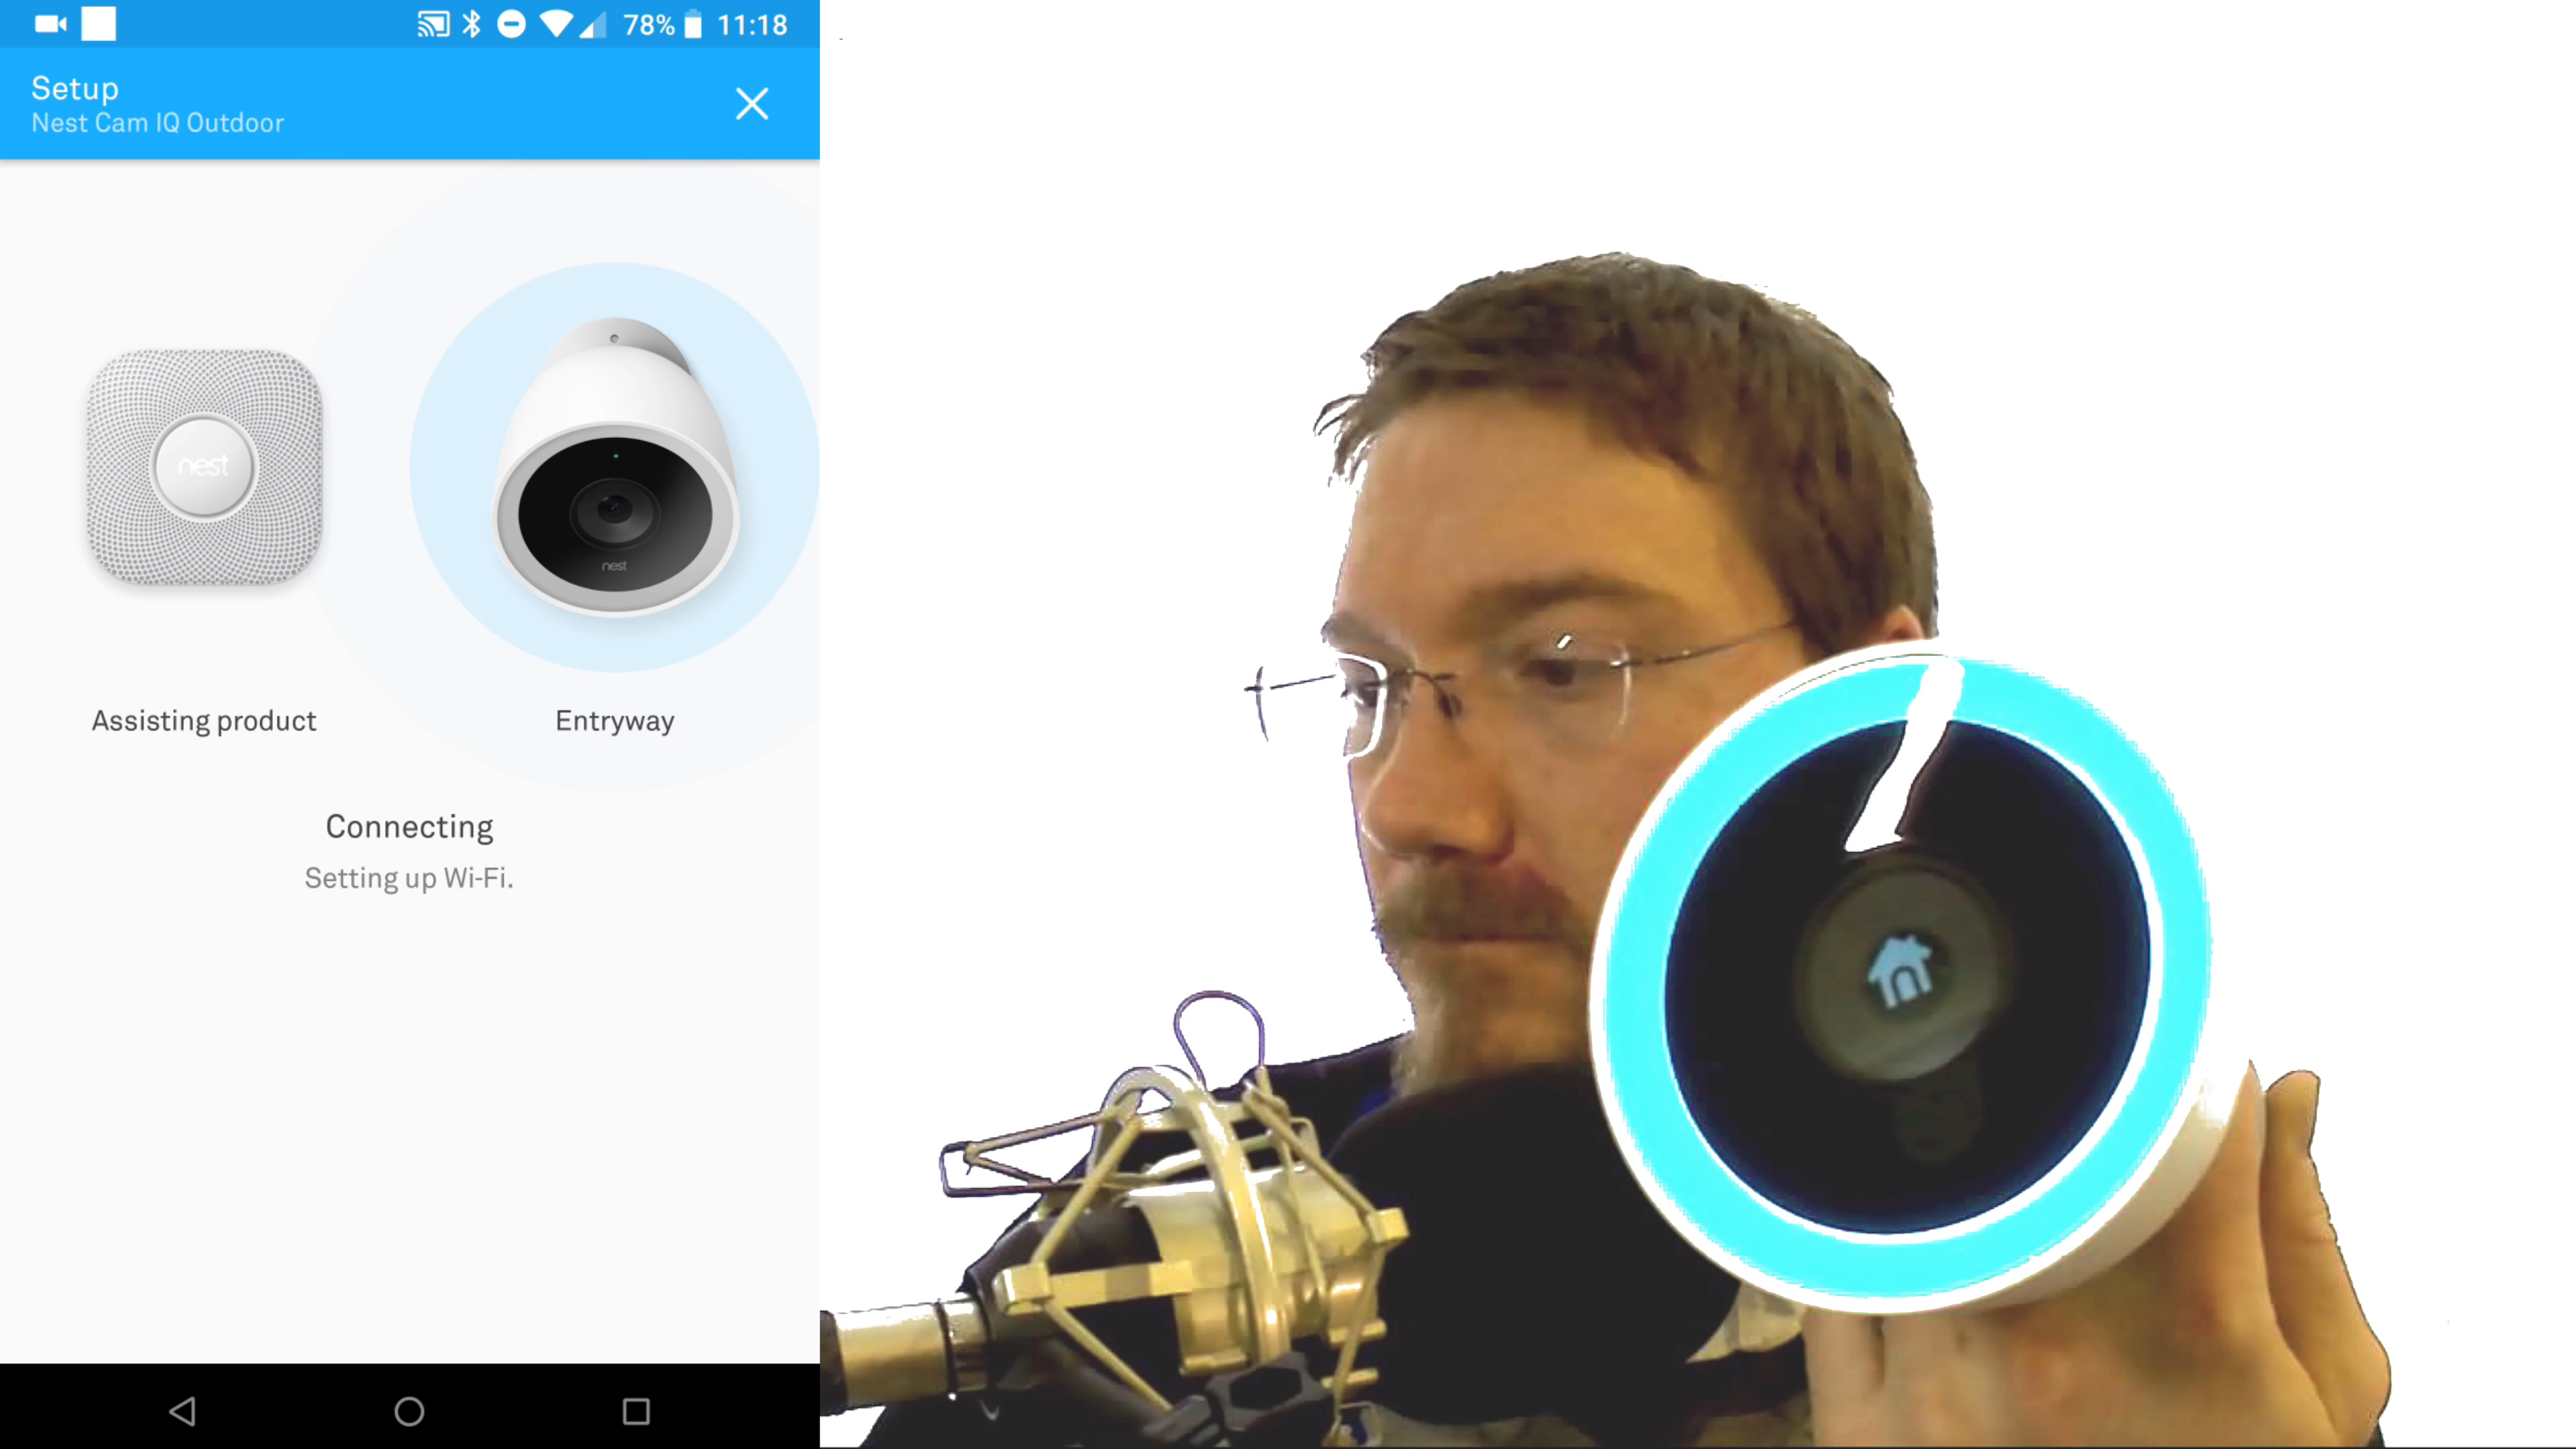 78% 11:18
Setup
Nest Cam IQ Outdoor
nest
nest
Assisting product
Entryway
Connecting
Setting up Wi-Fi.